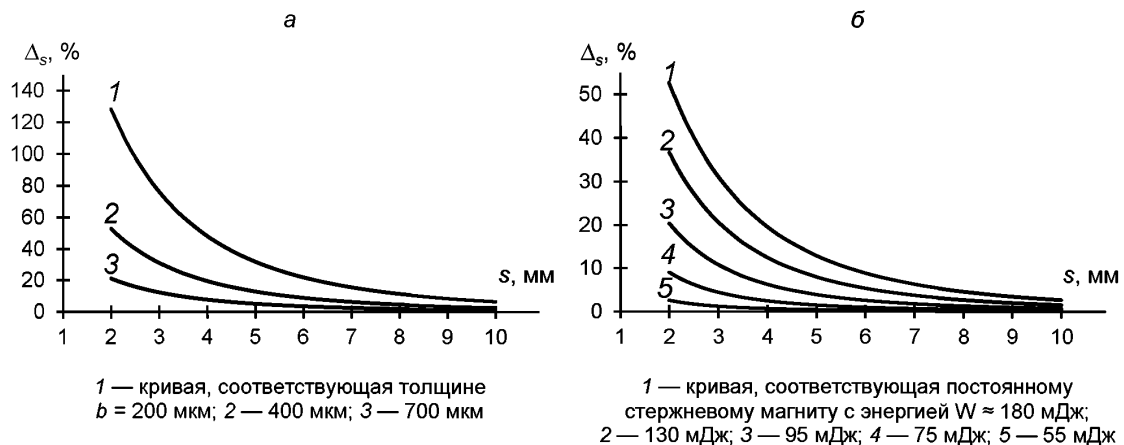 а
Δs, %
140
120
100
80
60
40
20
0
1
2
3
s, мм
1 2 3 4 5 6 7 8 9 10
1 — кривая, соответствующая толщине
b = 200 мкм; 2 — 400 мкм; 3 — 700 мкм
б
Δs, %
50
40
30
20
10
0
1
2
3
4
5
s, мм
1 2 3 4 5 6 7 8 9 10
1 — кривая, соответствующая постоянному
стержневому магниту с энергией W ≈ 180 мДж;
2 — 130 мДж; 3 — 95 мДж; 4 — 75 мДж; 5 — 55 мДж